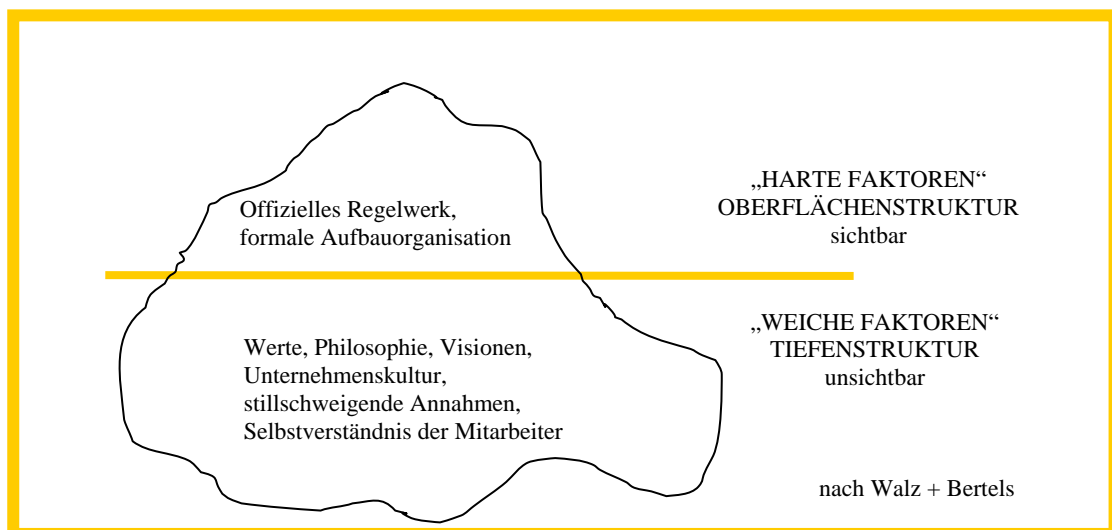 „HARTE FAKTOREN“
OBERFLÄCHENSTRUKTUR
sichtbar
Offizielles Regelwerk,
formale Aufbauorganisation
„WEICHE FAKTOREN“
TIEFENSTRUKTUR
unsichtbar
Werte, Philosophie, Visionen,
Unternehmenskultur,
stillschweigende Annahmen,
Selbstverständnis der Mitarbeiter
nach Walz + Bertels